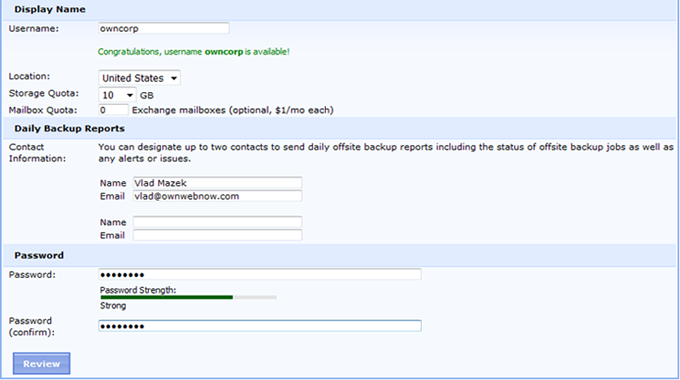 Display Name
Username: owncorp
Congratulations, username owncorp is available!
Location: United States
Storage Quota: 10 GB
Mailbox Quota: 0 Exchange mailboxes (optional, $1/mo each)
Daily Backup Reports
Contact Information: You can designate up to two contacts to send daily offsite backup reports including the status of offsite backup jobs as well as
any alerts or issues.
Name Vlad Mazek
Email vlad@ownwebnow.com
Name
Email
Password
Password: ••••••••
Password Strength:
Strong
Password
(confirm): ••••••••
Review